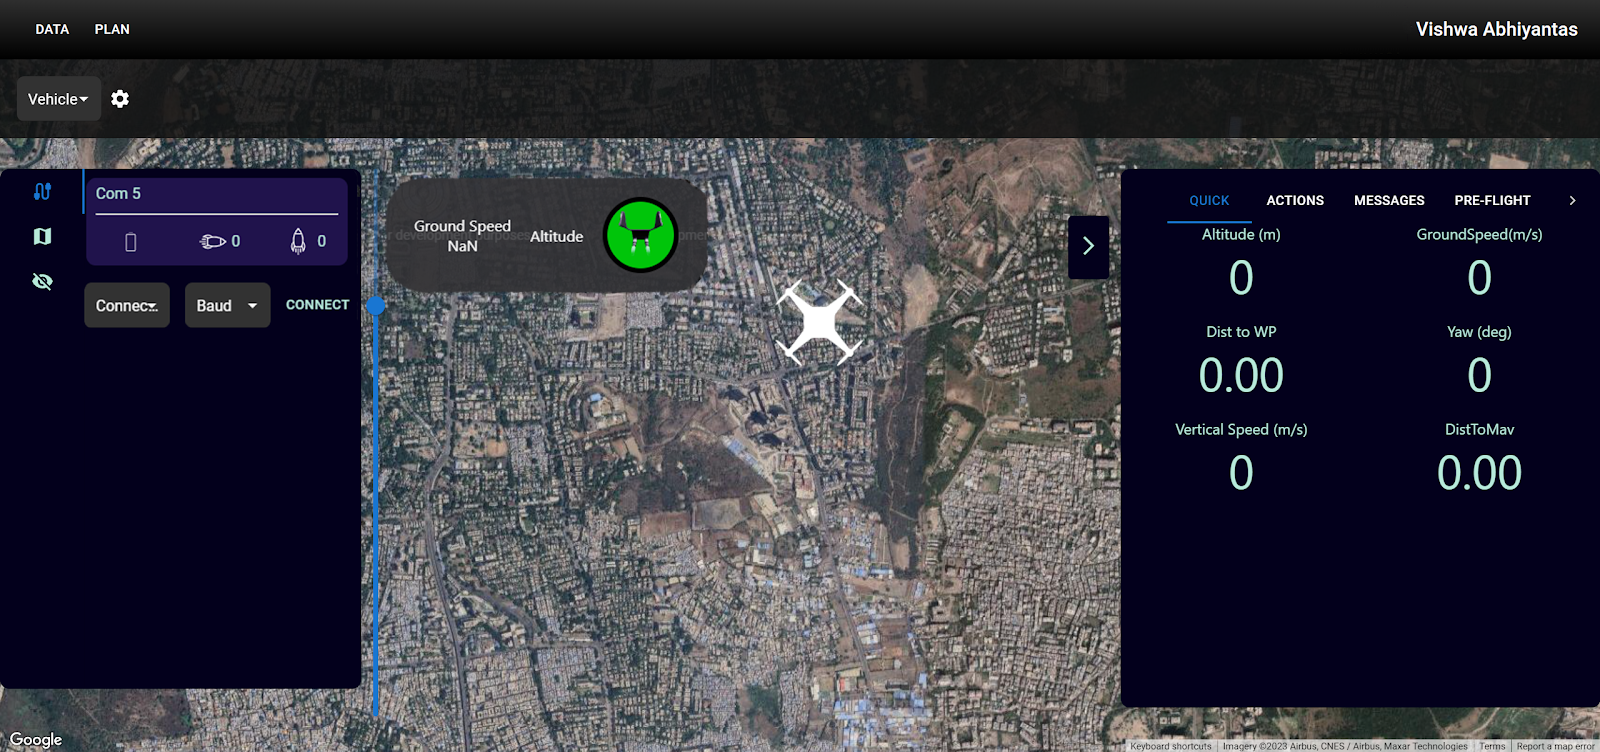 DATA PLAN
Vishwa Abhiyantas
Vehicle
Com 5
0 0
Connec..
Baud
CONNECT
Ground Speed
NaN
Altitude
development purposes
QUICK ACTIONS MESSAGES PRE-FLIGHT
Altitude (m)
0
GroundSpeed(m/s)
0
Dist to WP
0.00
Yaw (deg)
0
Vertical Speed (m/s)
0
DistToMav
0.00
Google
Keyboard shortcuts Imagery ©2023 Airbus, CNES / Airbus, Maxar Technologies Terms Report a map error